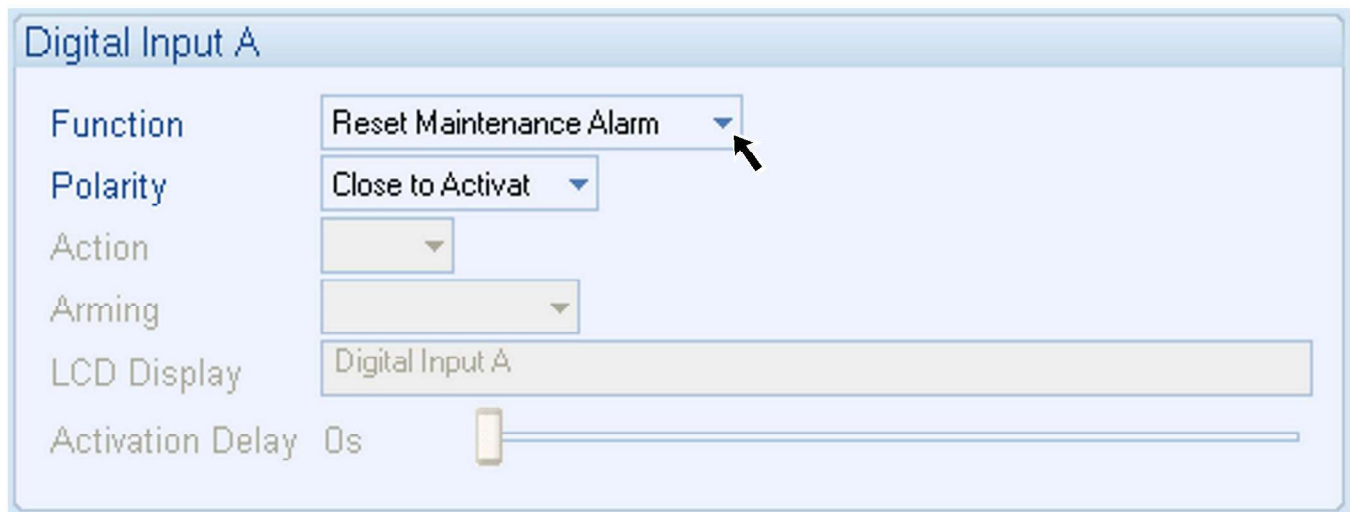 Digital Input A
Function Reset Maintenance Alarm
Polarity Close to Activat
Action
Arming
LCD Display Digital Input A
Activation Delay 0s